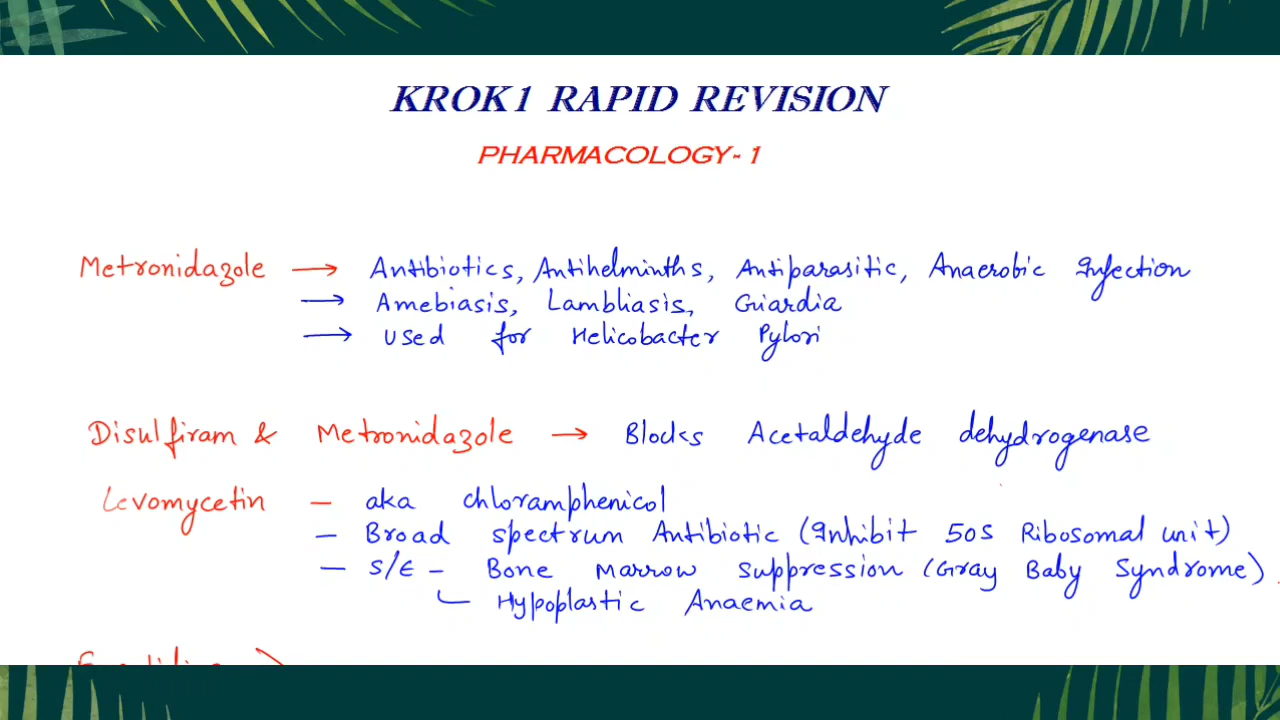 KROK1 RAPID REVISION
PHARMACOLOGY- 1
Metronidazole → Antibiotics, Antihelminths, Antiparasitic, Anaerobic Infection
→ Amebiasis, Lambliasis, Guardia
→ Used for Helicobacter Pylori
Disulfiram & Metronidazole → Blocks Acetaldehyde dehydrogenase
Levomycetin - aka chloramphenicol
- Broad spectrum Antibiotic (Inhibit 50s Ribosomal unit)
- S/E - Bone Marrow suppression (Gray Baby Syndrome)
Hypoplastic Anaemia